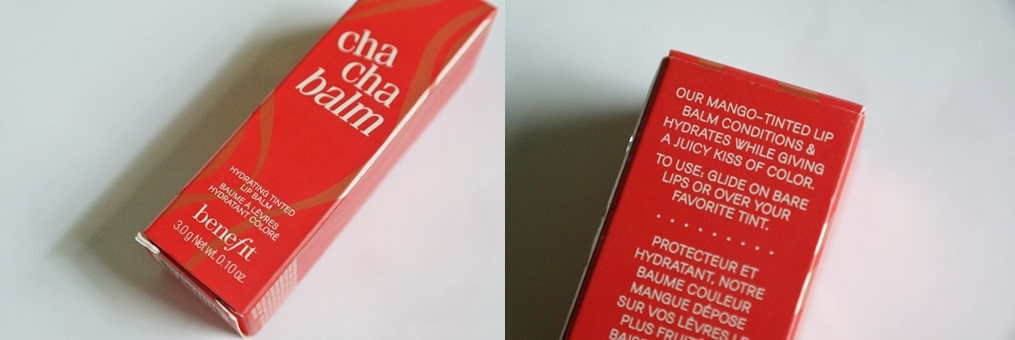 cha
cha
balm
HYDRATING TINTED
LIP BALM
BAUME À LÈVRES
HYDRATANT COLORÉ
benefit
3.0 g Net wt. 0.10 oz.
OUR MANGO-TINTED LIP
BALM CONDITIONS &
HYDRATES WHILE GIVING
A JUICY KISS OF COLOR.
TO USE: GLIDE ON BARE
LIPS OR OVER YOUR
FAVORITE TINT.
PROTECTEUR ET
HYDRATANT, NOTRE
BAUME COULEUR
MANGUE DÉPOSE
SUR VOS LÈVRES
PLUS